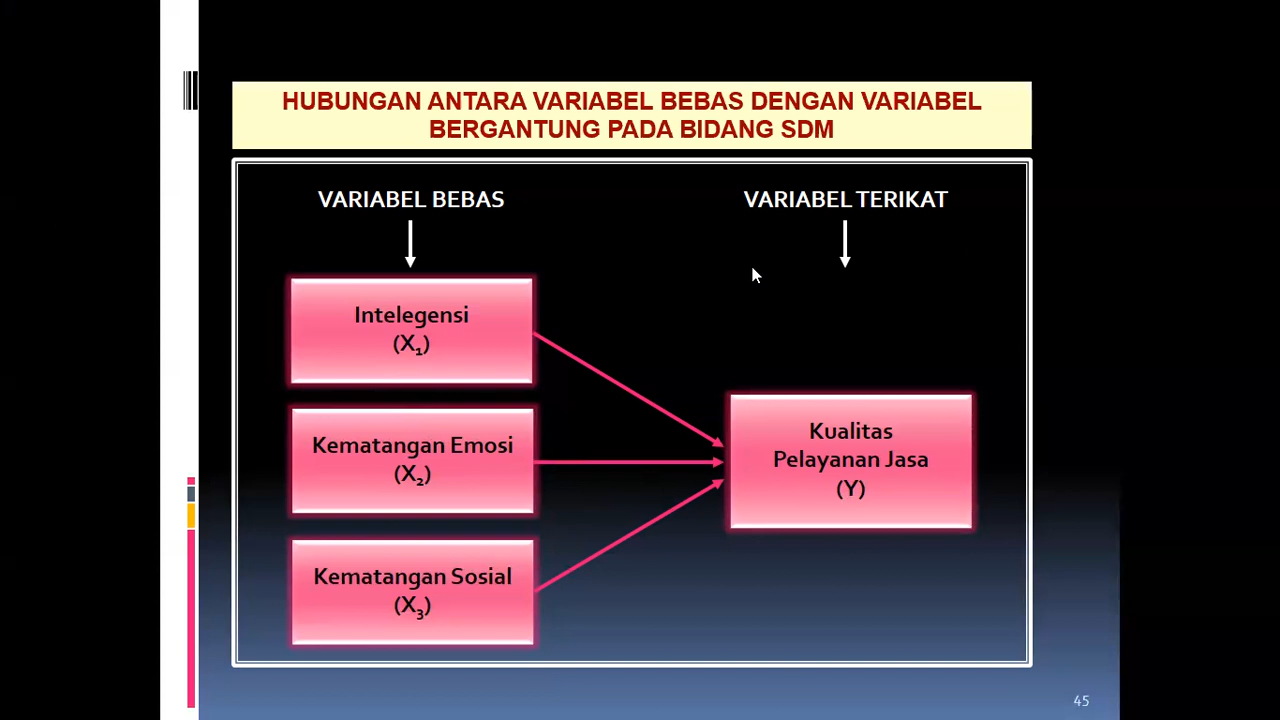 HUBUNGAN ANTARA VARIABEL BEBAS DENGAN VARIABEL
BERGANTUNG PADA BIDANG SDM
VARIABEL BEBAS
VARIABEL TERIKAT
Intelegensi
(X₁)
Kematangan Emosi
(X₂)
Kematangan Sosial
(X₃)
Kualitas
Pelayanan Jasa
(Y)
45